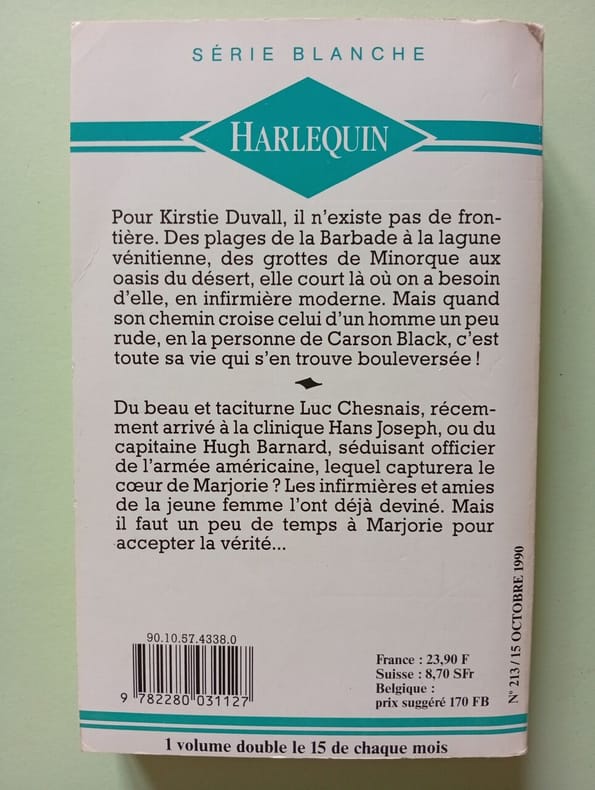 SÉRIE BLANCHE
HARLEQUIN
Pour Kirstie Duvall, il n'existe pas de fron-
tière. Des plages de la Barbade à la lagune
vénitienne, des grottes de Minorque aux
oasis du désert, elle court là où on a besoin
d'elle, en infirmière moderne. Mais quand
son chemin croise celui d'un homme un peu
rude, en la personne de Carson Black, c'est
toute sa vie qui s'en trouve bouleversée !
Du beau et taciturne Luc Chesnais, récem-
ment arrivé à la clinique Hans Joseph, ou du
capitaine Hugh Barnard, séduisant officier
de l'armée américaine, lequel capturera le
cœur de Marjorie ? Les infirmières et amies
de la jeune femme l'ont déjà deviné. Mais
il faut un peu de temps à Marjorie pour
accepter la vérité...
90.10.57.4338.0
9 782280 031127
France : 23,90 F
Suisse : 8,70 SFr
Belgique :
prix suggéré 170 FB
N° 213 / 15 OCTOBRE 1990
1 volume double le 15 de chaque mois